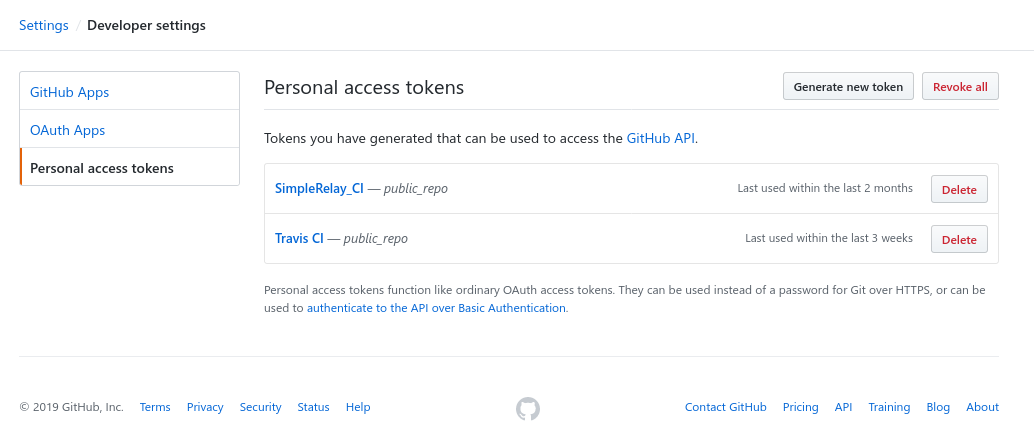 Settings / Developer settings
GitHub Apps
OAuth Apps
Personal access tokens
Personal access tokens
Generate new token
Revoke all
Tokens you have generated that can be used to access the GitHub API.
SimpleRelay_CI — public_repo
Last used within the last 2 months
Delete
Travis CI — public_repo
Last used within the last 3 weeks
Delete
Personal access tokens function like ordinary OAuth access tokens. They can be used instead of a password for Git over HTTPS, or can be
used to authenticate to the API over Basic Authentication.
© 2019 GitHub, Inc. Terms Privacy Security Status Help
Contact GitHub Pricing API Training Blog About